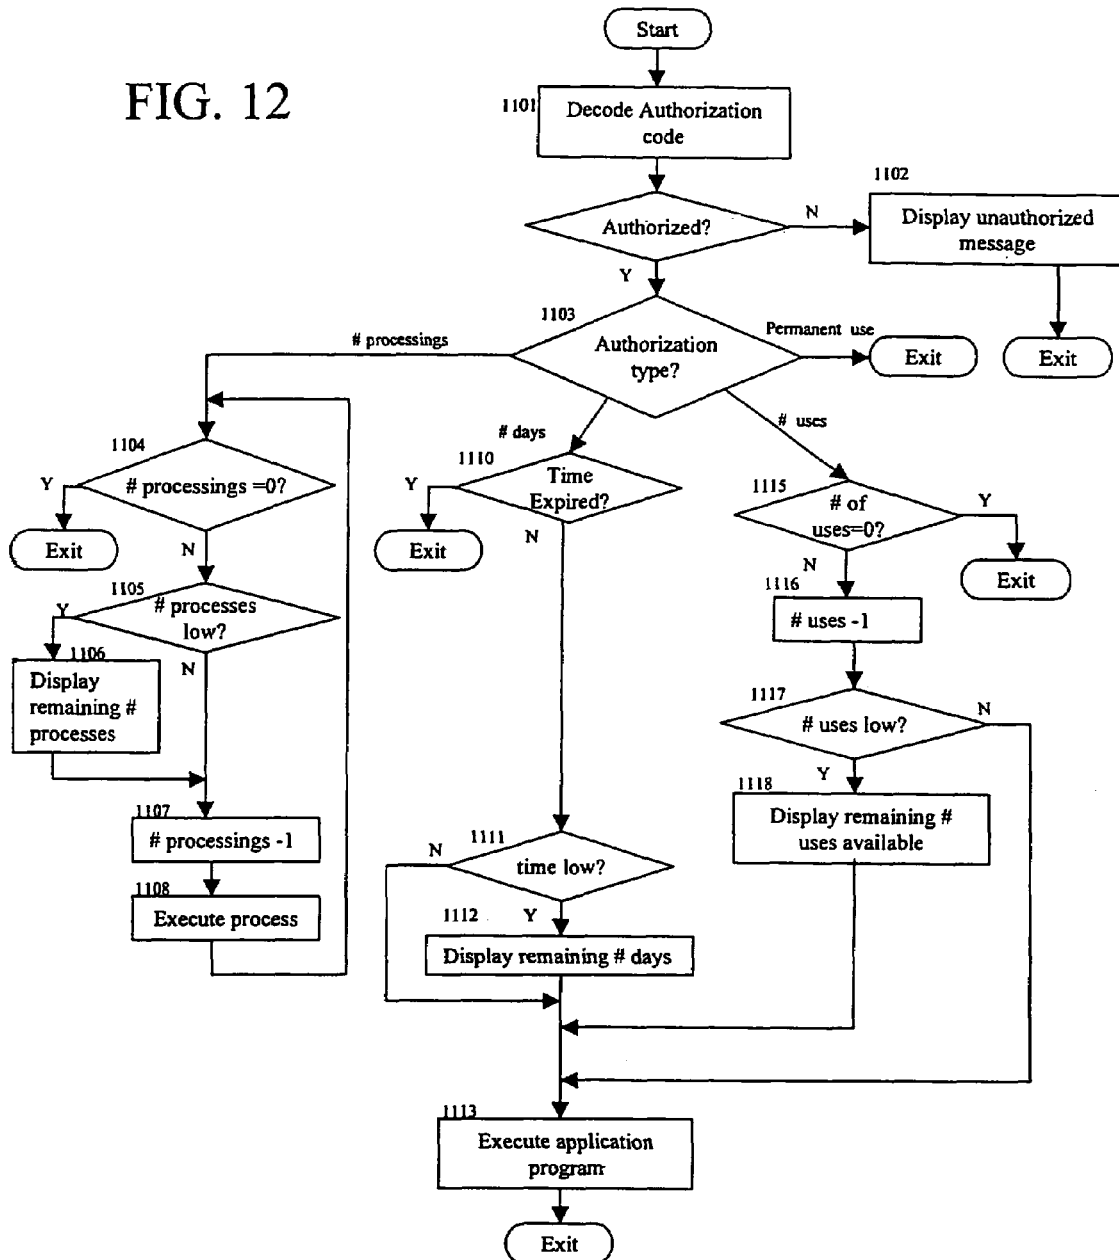 Start
FIG. 12
1101
Decode Authorization
code
1102
Authorized?
N
Display unauthorized
message
Y
1103
# processings
Authorization
type?
Permanent use
Exit
Exit
# days
# uses
1104
# processings =0?
Y
Exit
N
1110
Time
Expired?
Y
Exit
N
1115
# of
uses=0?
Y
Exit
N
1105
# processes
low?
Y
N
1106
Display
remaining #
processes
1116
# uses -1
1117
# uses low?
N
Y
1107
# processings -1
1118
Display remaining #
uses available
1108
Execute process
1111
time low?
N
Y
1112
Display remaining # days
1113
Execute application
program
Exit